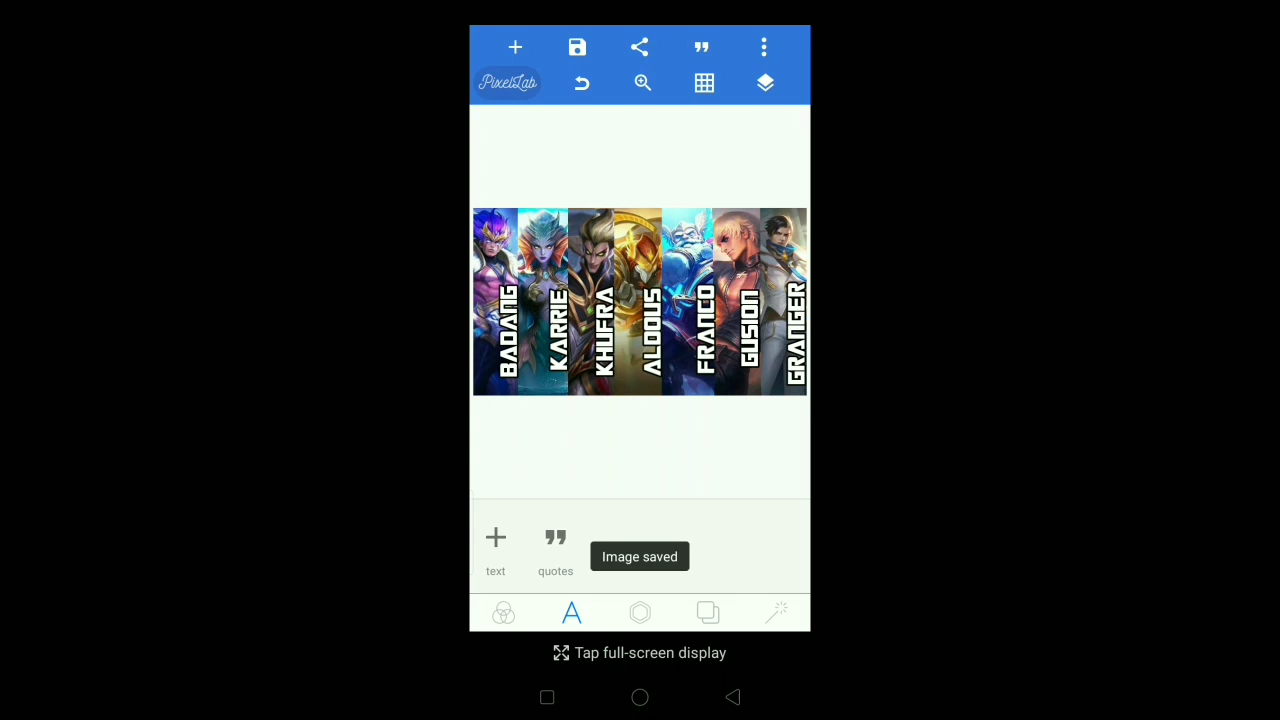 PixelLab
BADANG
KARRIE
KHUFRA
ALDOUS
FRANCO
GUSION
GRANGER
text
quotes
Image saved
Tap full-screen display